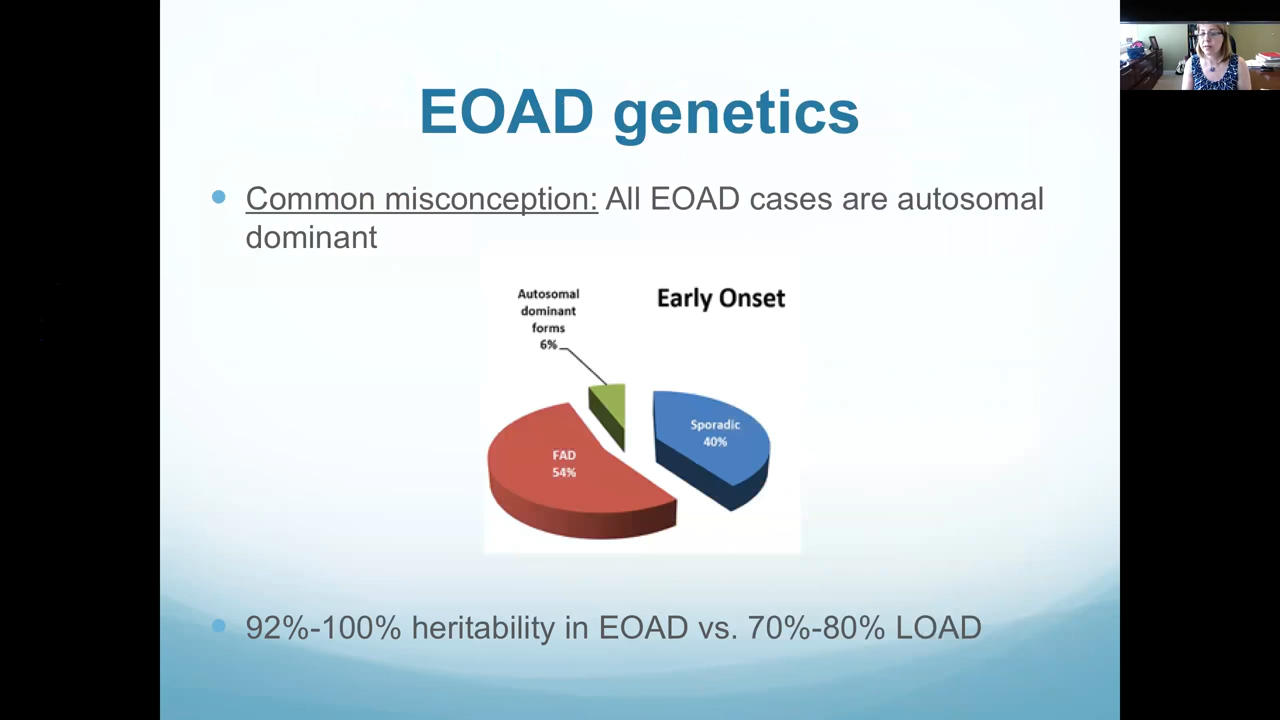 EOAD genetics
Common misconception: All EOAD cases are autosomal
dominant
Autosomal
dominant
forms
6%
Early Onset
Sporadic
40%
FAD
54%
92%-100% heritability in EOAD vs. 70%-80% LOAD